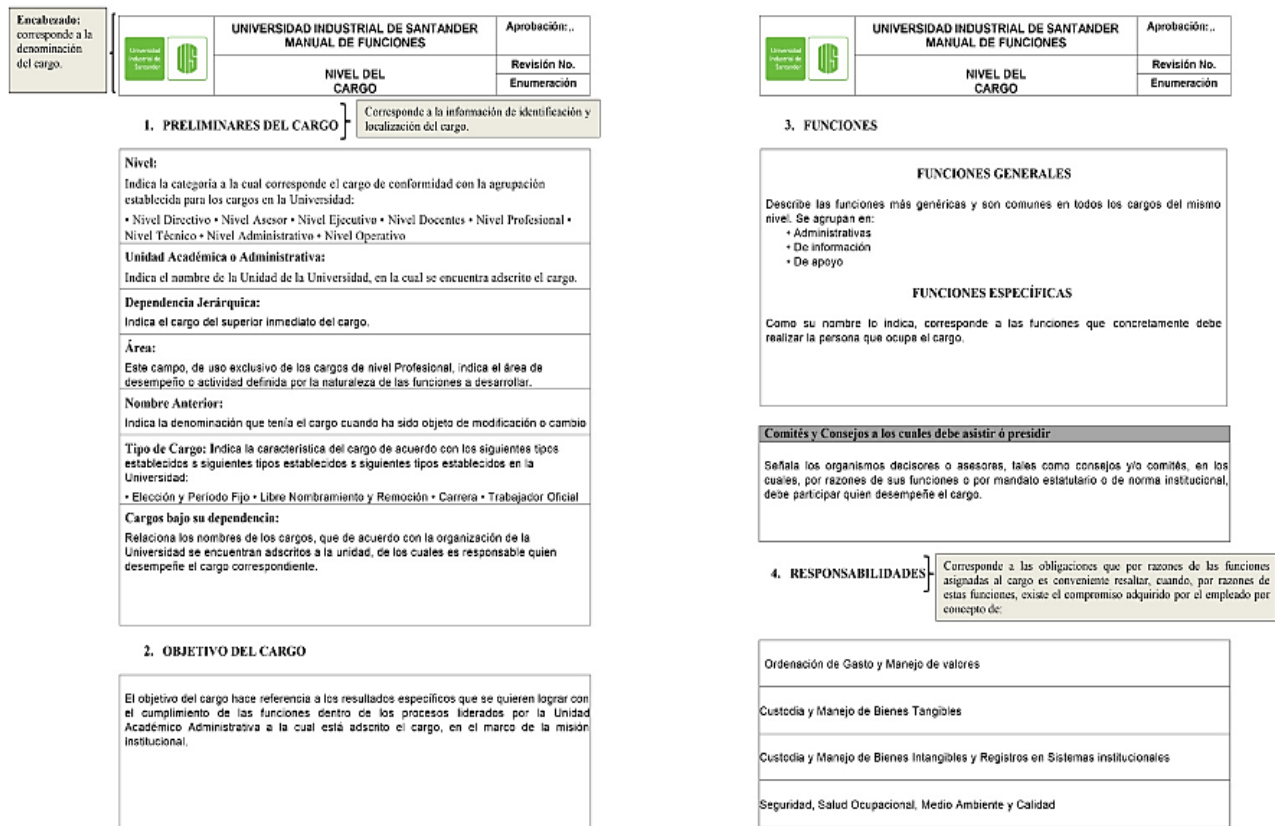 Encabezado:
corresponde a la
denominación
del cargo.
Universidad
Industrial de
Santander
UIS
UNIVERSIDAD INDUSTRIAL DE SANTANDER
MANUAL DE FUNCIONES
NIVEL DEL
CARGO
Aprobación:..
Revisión No.
Enumeración
1. PRELIMINARES DEL CARGO
Corresponde a la información de identificación y
localización del cargo.
Nivel:
Indica la categoría a la cual corresponde el cargo de conformidad con la agrupación
establecida para los cargos en la Universidad:
• Nivel Directivo • Nivel Asesor • Nivel Ejecutivo • Nivel Docentes • Nivel Profesional •
Nivel Técnico • Nivel Administrativo • Nivel Operativo
Unidad Académica o Administrativa:
Indica el nombre de la Unidad de la Universidad, en la cual se encuentra adscrito el cargo.
Dependencia Jerárquica:
Indica el cargo del superior inmediato del cargo.
Área:
Este campo, de uso exclusivo de los cargos de nivel Profesional, indica el área de
desempeño o actividad definida por la naturaleza de las funciones a desarrollar.
Nombre Anterior:
Indica la denominación que tenía el cargo cuando ha sido objeto de modificación o cambio
Tipo de Cargo: Indica la característica del cargo de acuerdo con los siguientes tipos
establecidos s siguientes tipos establecidos s siguientes tipos establecidos en la
Universidad:
• Elección y Periodo Fijo • Libre Nombramiento y Remoción • Carrera • Trabajador Oficial
Cargos bajo su dependencia:
Relaciona los nombres de los cargos, que de acuerdo con la organización de la
Universidad se encuentran adscritos a la unidad, de los cuales es responsable quien
desempeñe el cargo correspondiente.
2. OBJETIVO DEL CARGO
El objetivo del cargo hace referencia a los resultados específicos que se quieren lograr con
el cumplimiento de las funciones dentro de los procesos liderados por la Unidad
Académico Administrativa a la cual está adscrito el cargo, en el marco de la misión
institucional.
Universidad
Industrial de
Santander
UIS
UNIVERSIDAD INDUSTRIAL DE SANTANDER
MANUAL DE FUNCIONES
NIVEL DEL
CARGO
Aprobación:..
Revisión No.
Enumeración
3. FUNCIONES
FUNCIONES GENERALES
Describe las funciones más genéricas y son comunes en todos los cargos del mismo
nivel. Se agrupan en:
• Administrativas
• De información
• De apoyo
FUNCIONES ESPECÍFICAS
Como su nombre lo indica, corresponde a las funciones que concretamente debe
realizar la persona que ocupe el cargo.
Comités y Consejos a los cuales debe asistir ó presidir
Señala los organismos decisores o asesores, tales como consejos y/o comités, en los
cuales, por razones de sus funciones o por mandato estatutario o de norma institucional,
debe participar quien desempeñe el cargo.
4. RESPONSABILIDADES
Corresponde a las obligaciones que por razones de las funciones
asignadas al cargo es conveniente resaltar, cuando, por razones de
estas funciones, existe el compromiso adquirido por el empleado por
concepto de:
Ordenación de Gasto y Manejo de valores
Custodia y Manejo de Bienes Tangibles
Custodia y Manejo de Bienes Intangibles y Registros en Sistemas institucionales
Seguridad, Salud Ocupacional, Medio Ambiente y Calidad